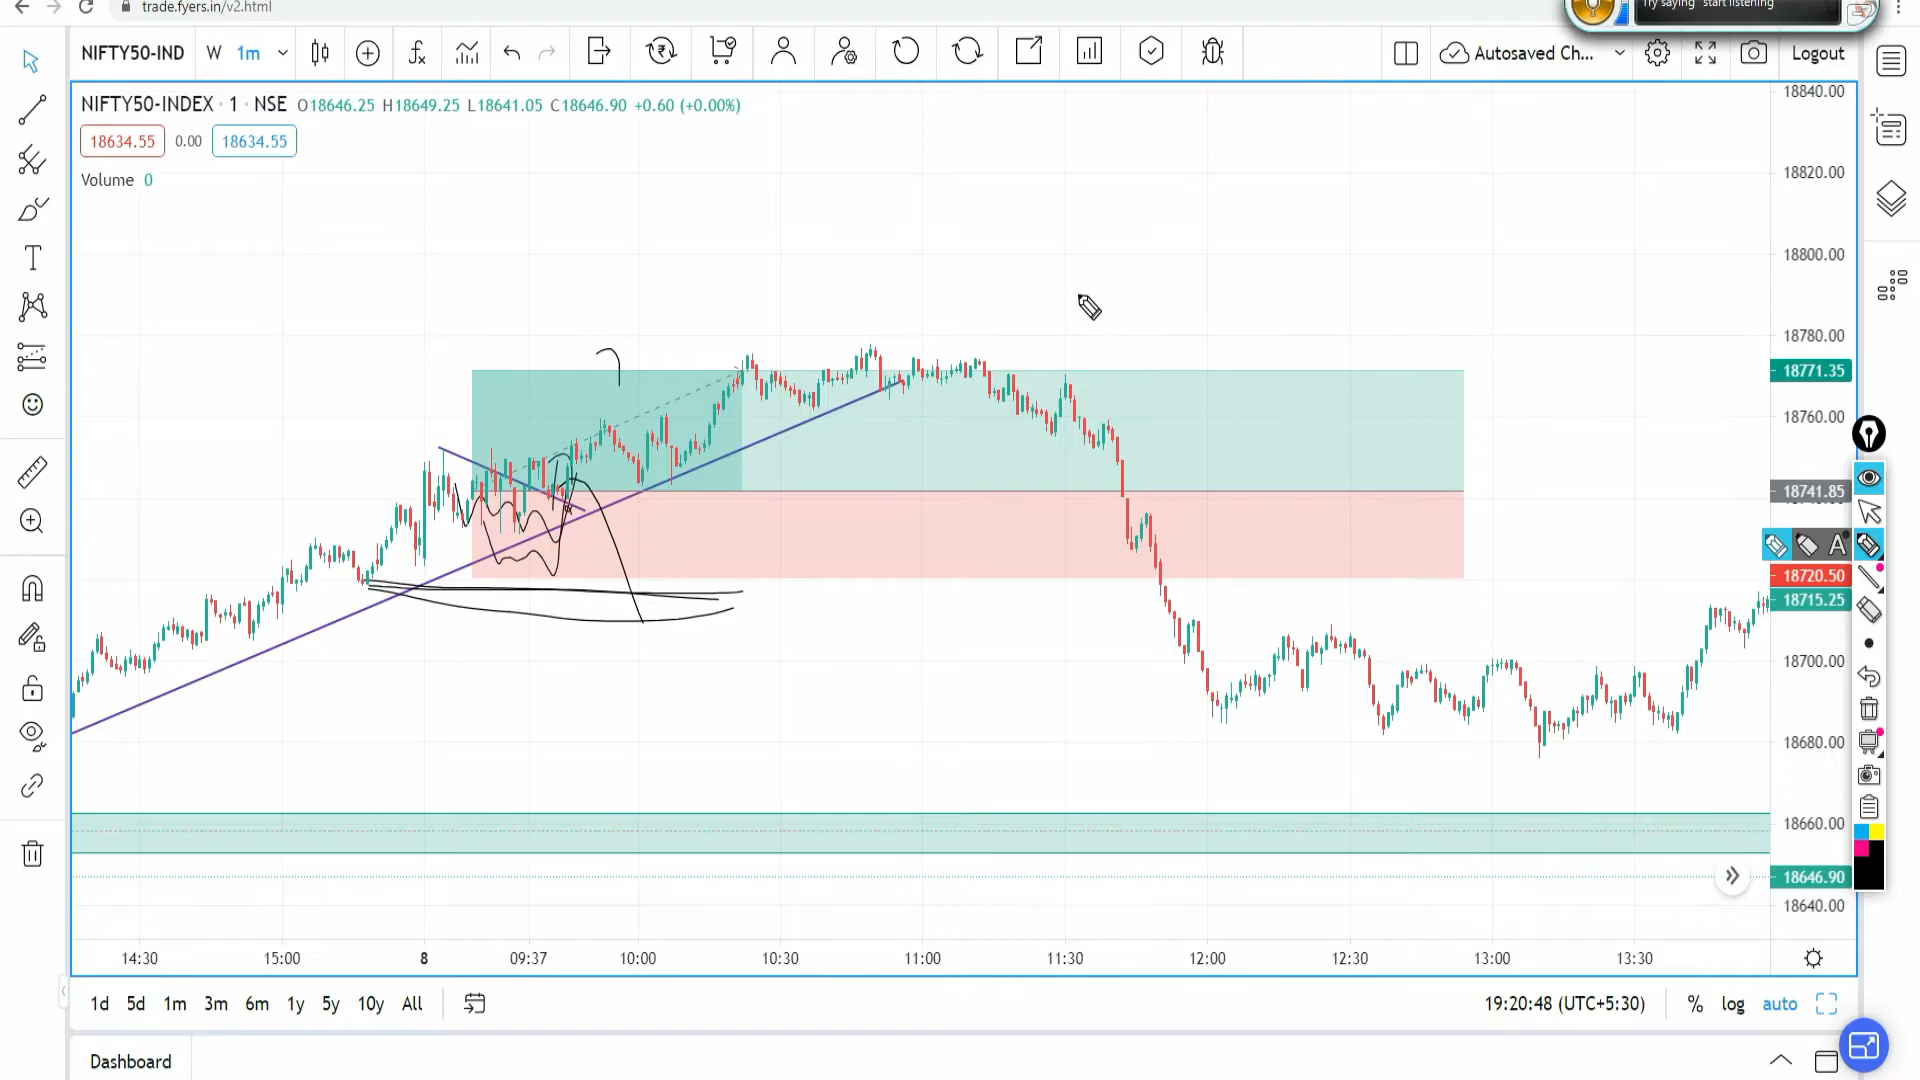 trade.fyers.in/v2.html
Try saying "start listening"
NIFTY50-IND W 1m
Autosaved Ch... Logout
NIFTY50-INDEX · 1 · NSE O18646.25 H18649.25 L18641.05 C18646.90 +0.60 (+0.00%)
18634.55 0.00 18634.55
Volume 0
18840.00
18820.00
18800.00
18780.00
18771.35
18760.00
18741.85
18720.50
18715.25
18700.00
18680.00
18660.00
18646.90
18640.00
14:30 15:00 8 09:37 10:00 10:30 11:00 11:30 12:00 12:30 13:00 13:30
1d 5d 1m 3m 6m 1y 5y 10y All
19:20:48 (UTC+5:30) % log auto
Dashboard